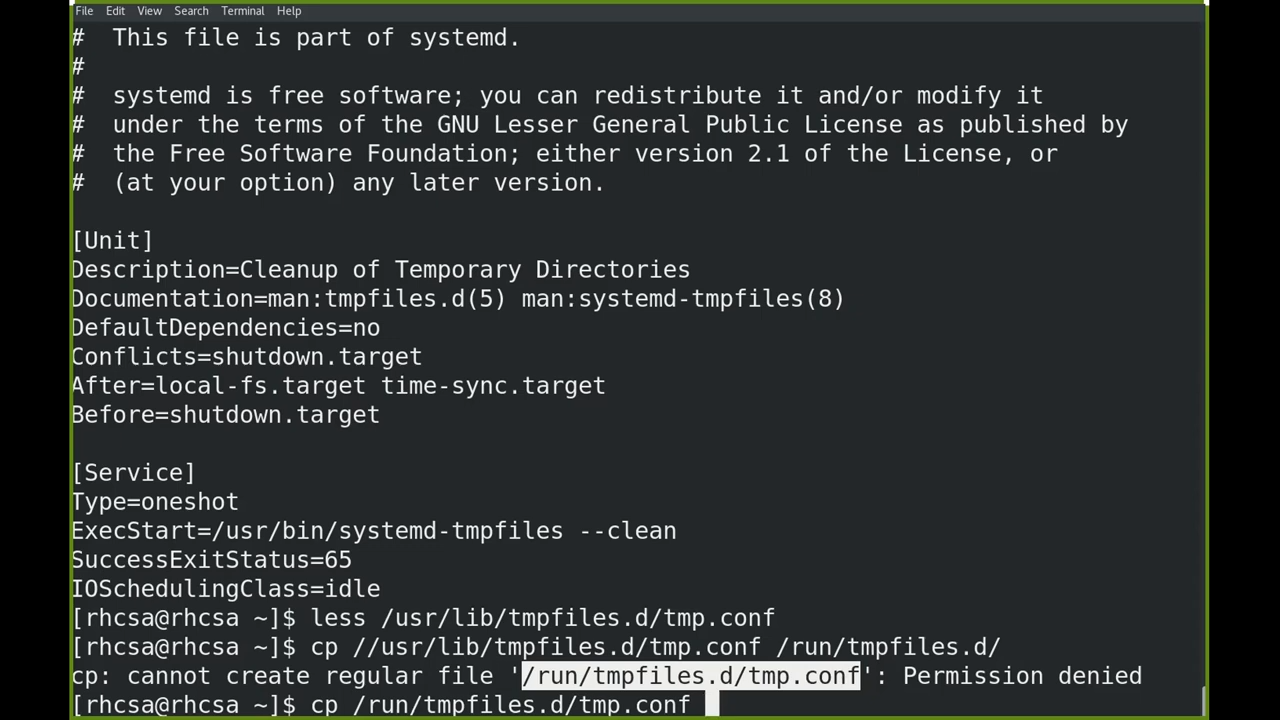 File Edit View Search Terminal Help
#  This file is part of systemd.
#
#  systemd is free software; you can redistribute it and/or modify it
#  under the terms of the GNU Lesser General Public License as published by
#  the Free Software Foundation; either version 2.1 of the License, or
#  (at your option) any later version.
[Unit]
Description=Cleanup of Temporary Directories
Documentation=man:tmpfiles.d(5) man:systemd-tmpfiles(8)
DefaultDependencies=no
Conflicts=shutdown.target
After=local-fs.target time-sync.target
Before=shutdown.target
[Service]
Type=oneshot
ExecStart=/usr/bin/systemd-tmpfiles --clean
SuccessExitStatus=65
IOSchedulingClass=idle
[rhcsa@rhcsa ~]$ less /usr/lib/tmpfiles.d/tmp.conf
[rhcsa@rhcsa ~]$ cp //usr/lib/tmpfiles.d/tmp.conf /run/tmpfiles.d/
cp: cannot create regular file '/run/tmpfiles.d/tmp.conf': Permission denied
[rhcsa@rhcsa ~]$ cp /run/tmpfiles.d/tmp.conf